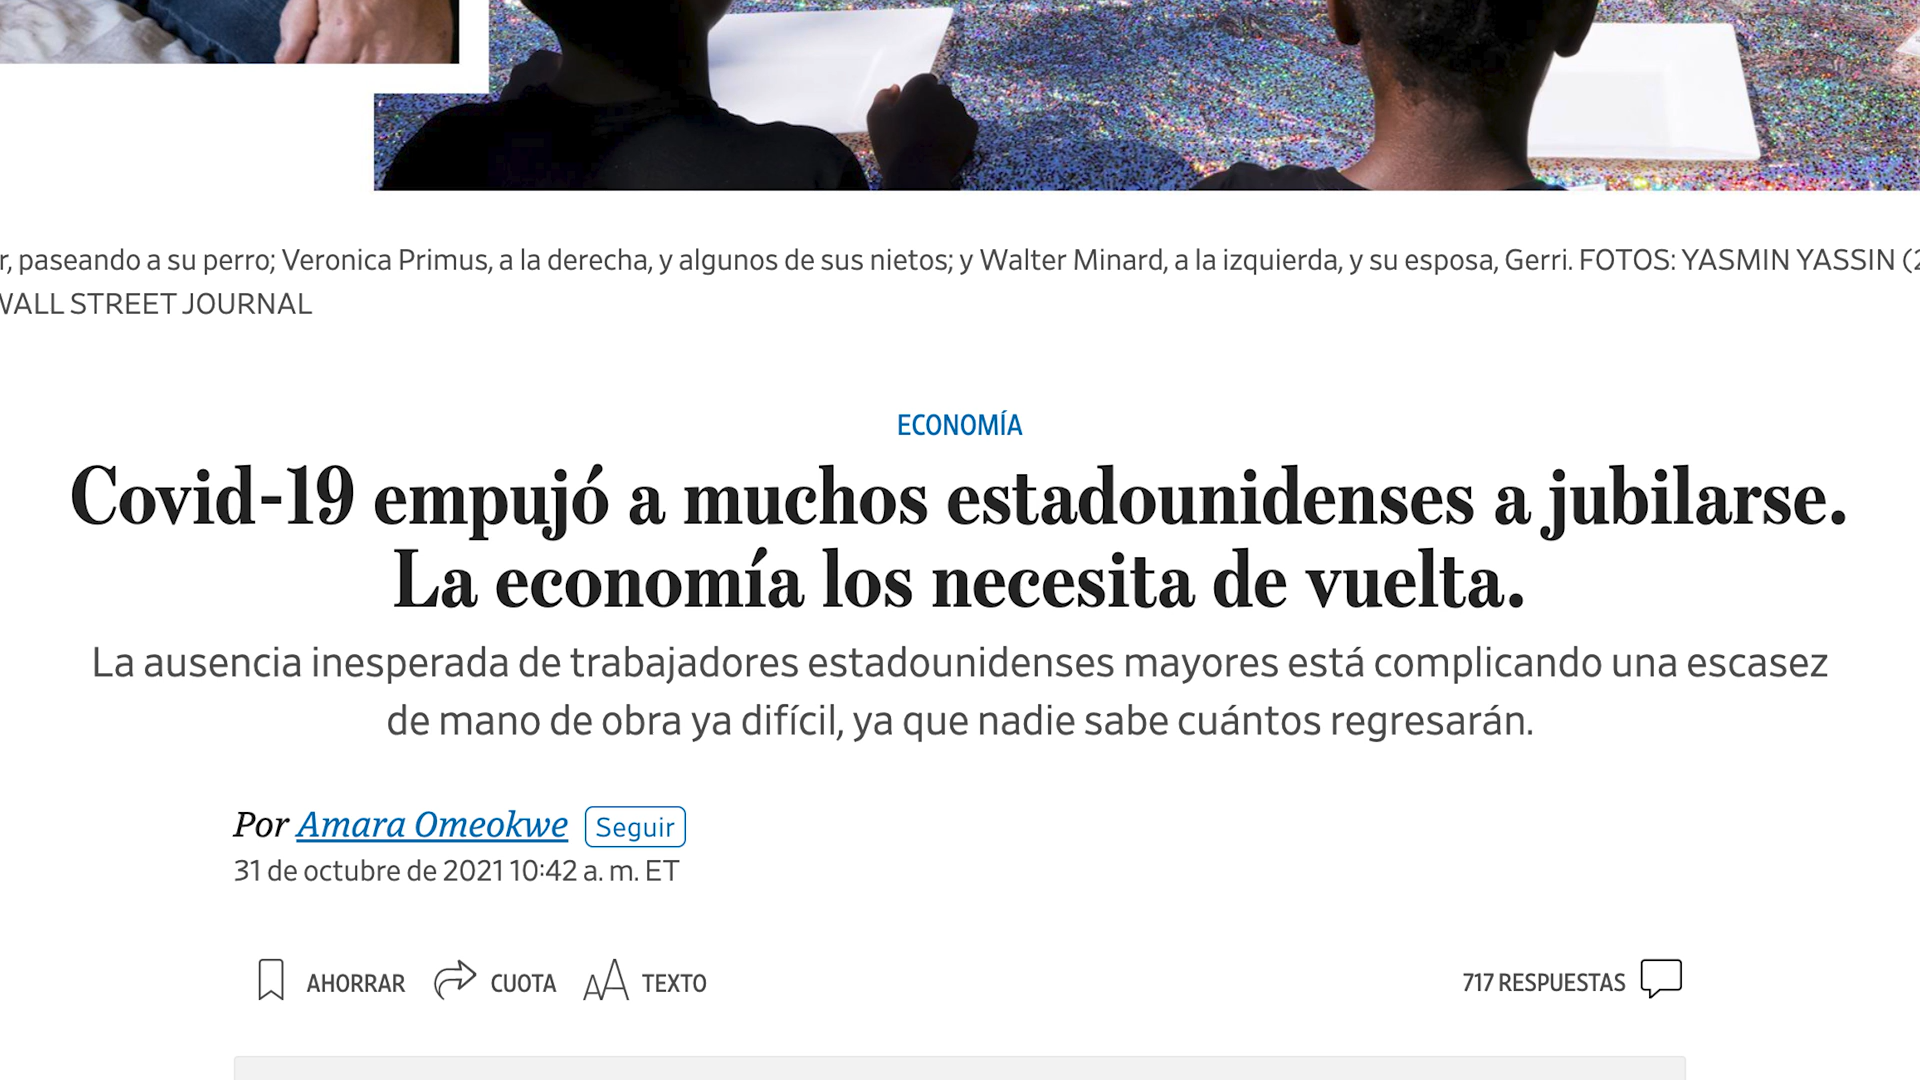 paseando a su perro; Veronica Primus, a la derecha, y algunos de sus nietos; y Walter Minard, a la izquierda, y su esposa, Gerri. FOTOS: YASMIN YASSIN
WALL STREET JOURNAL
ECONOMÍA
Covid-19 empujó a muchos estadounidenses a jubilarse.
La economía los necesita de vuelta.
La ausencia inesperada de trabajadores estadounidenses mayores está complicando una escasez
de mano de obra ya difícil, ya que nadie sabe cuántos regresarán.
Por Amara Omeokwe Seguir
31 de octubre de 2021 10:42 a. m. ET
AHORRAR CUOTA AA TEXTO 717 RESPUESTAS